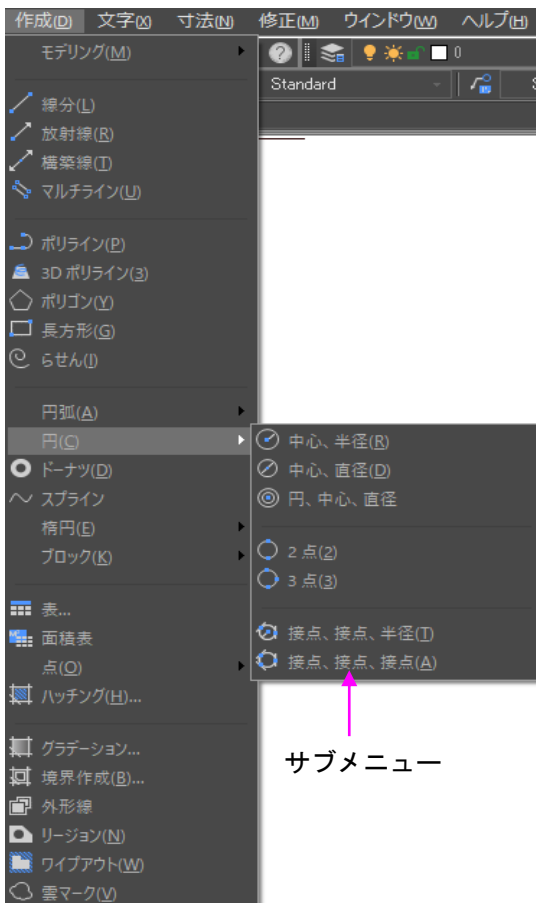 作成(D) 文字(X) 寸法(N) 修正(M) ウインドウ(W) ヘルプ(H)
モデリング(M)
0
Standard
線分(L)
放射線(R)
構築線(T)
マルチライン(U)
ポリライン(P)
3D ポリライン(3)
ポリゴン(Y)
長方形(G)
らせん(I)
円弧(A)
円(C)
中心、半径(R)
ドーナツ(D)
中心、直径(D)
スプライン
円、中心、直径
楕円(E)
ブロック(K)
2 点(2)
3 点(3)
表...
面積表
接点、接点、半径(T)
点(O)
接点、接点、接点(A)
ハッチング(H)...
グラデーション...
サブメニュー
境界作成(B)...
外形線
リージョン(N)
ワイプアウト(W)
雲マーク(V)